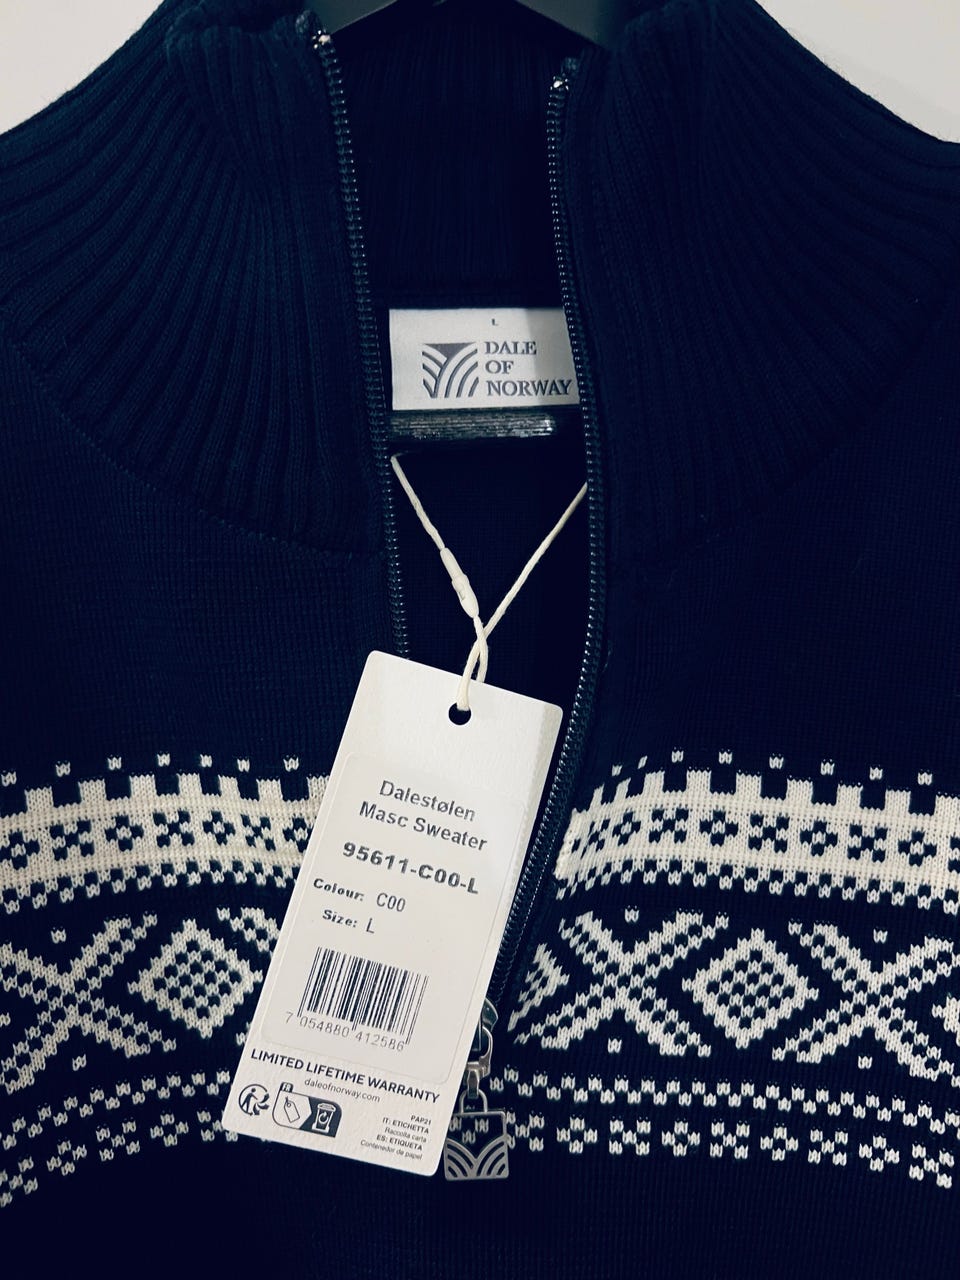 L
DALE
OF
NORWAY
Dalestølen
Masc Sweater
95611-C00-L
Colour: C00
Size: L
7 054880 412586
LIMITED LIFETIME WARRANTY
daleofnorway.com
FR
PAP21
IT: ETICHETTA
Raccolta carta
ES: ETIQUETA
Contenedor de papel